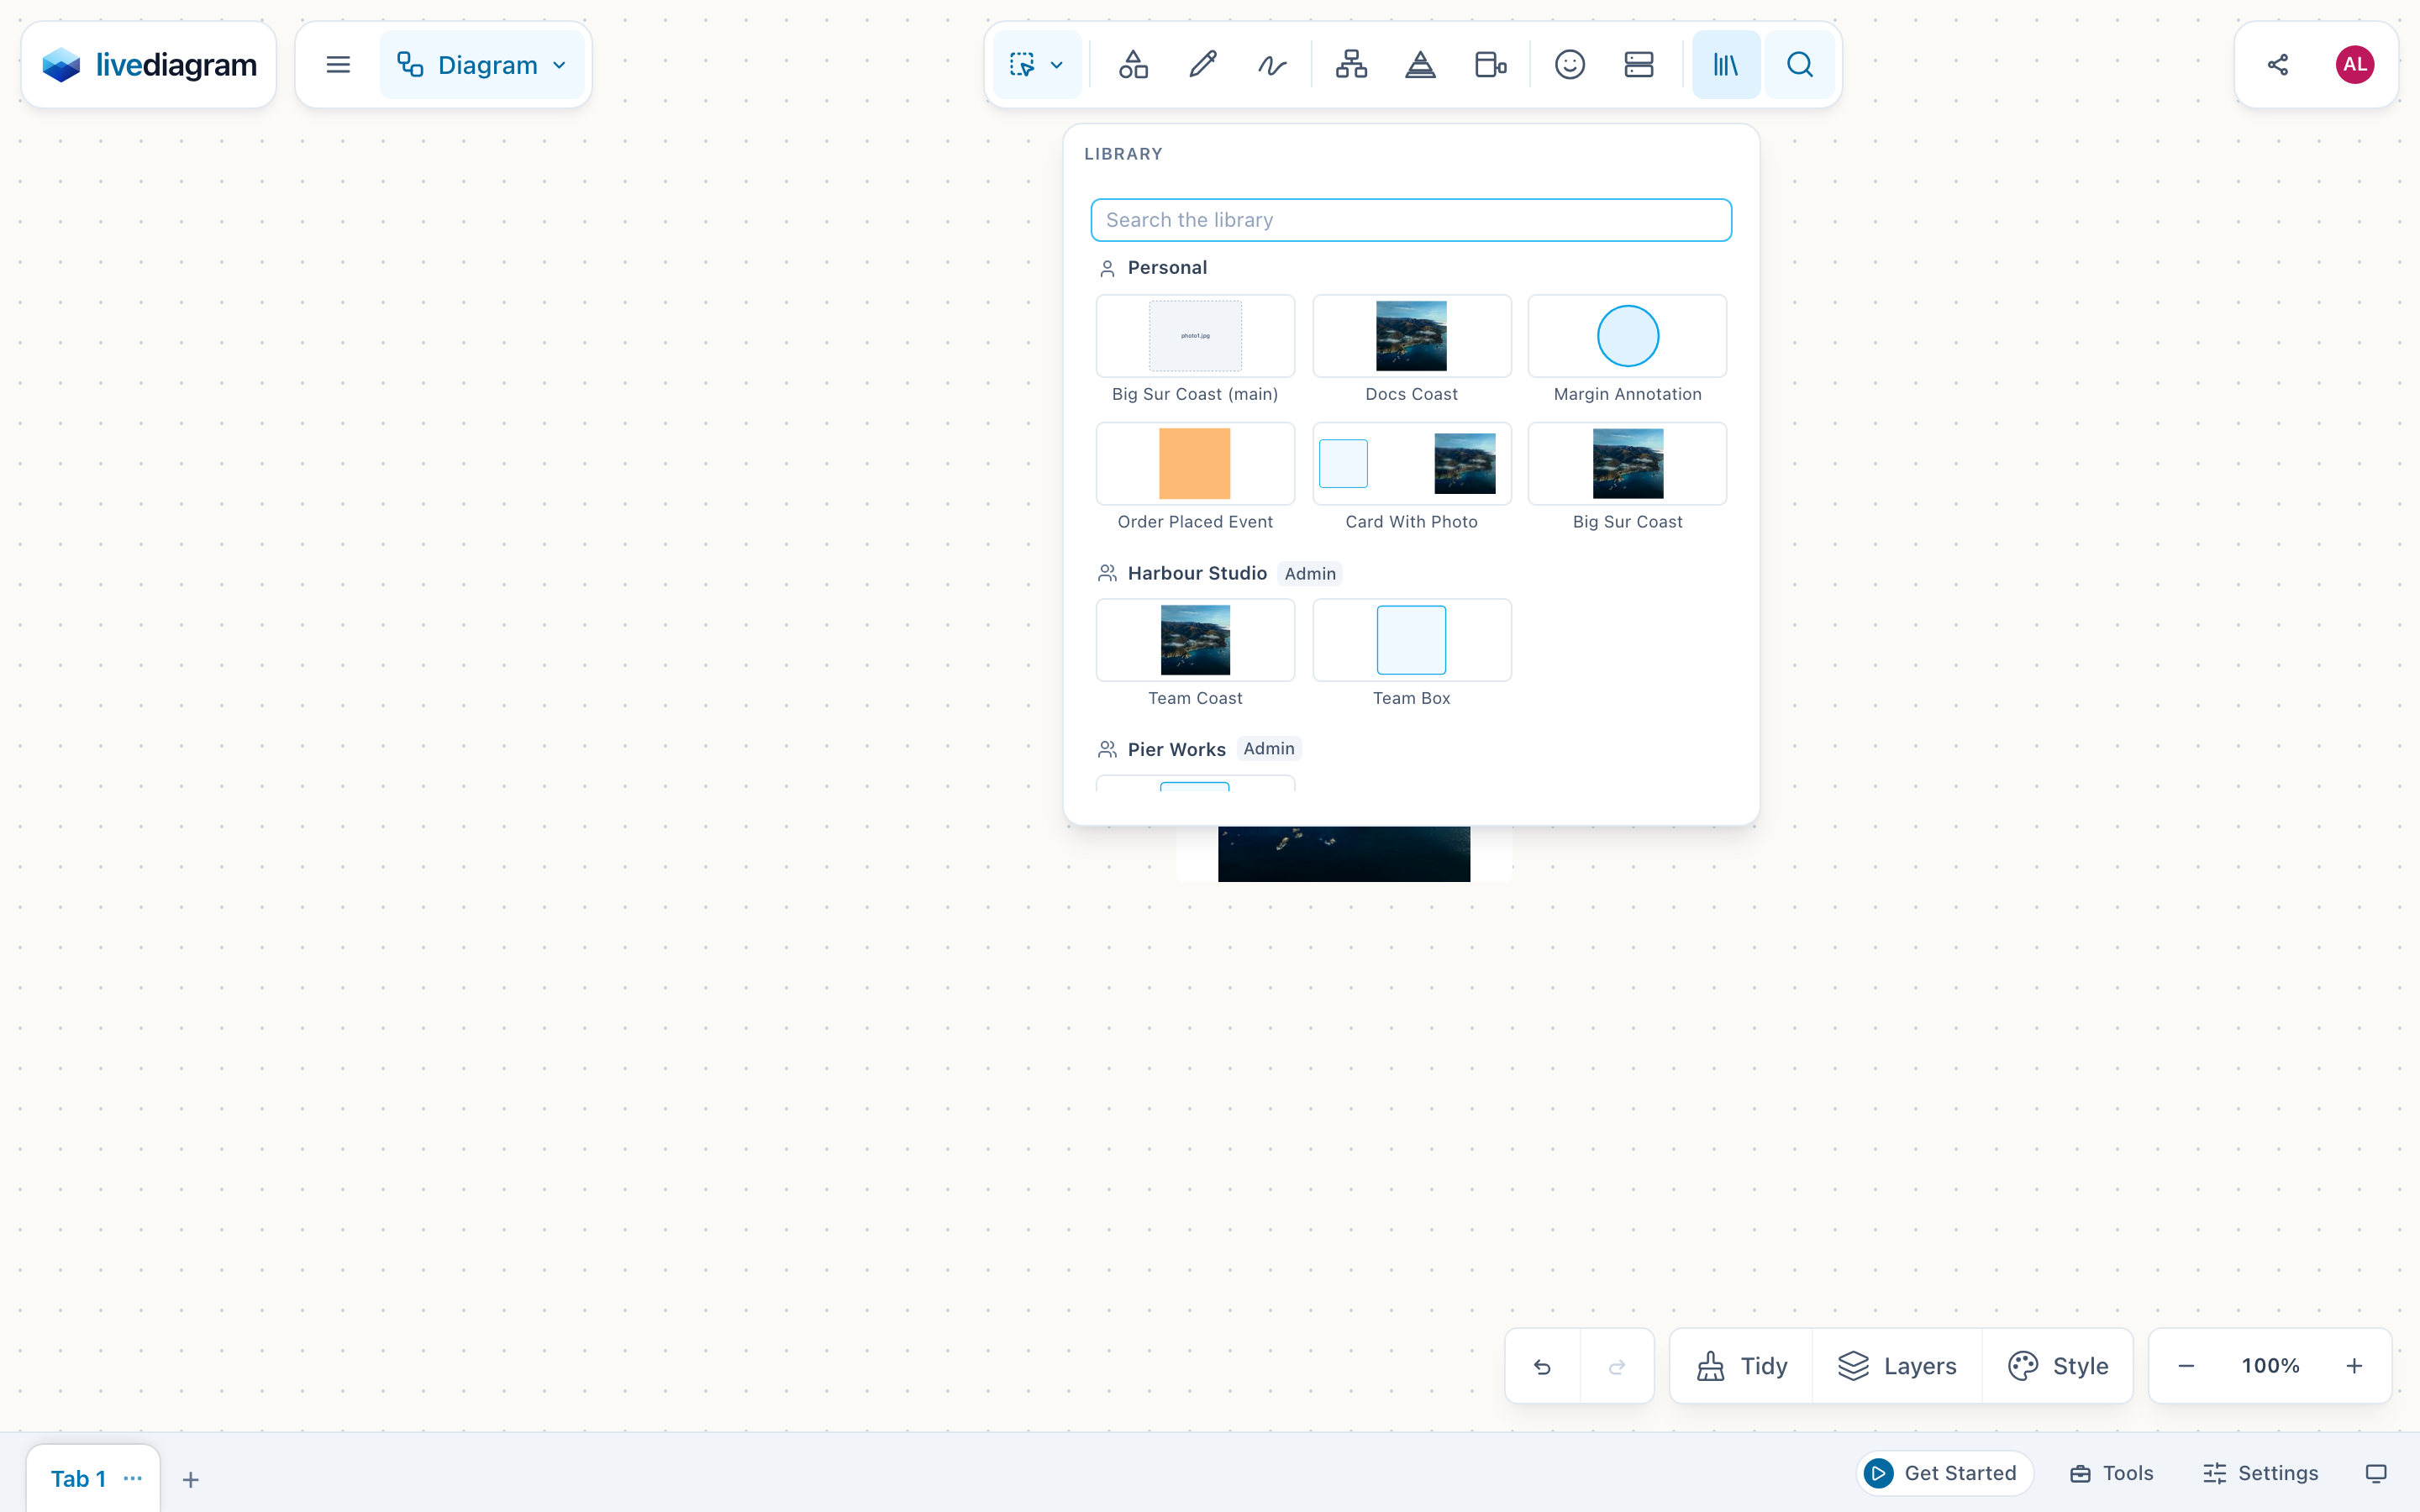 livediagram
Diagram
AL
LIBRARY
Search the library
Personal
photo1.jpg
Big Sur Coast (main)
Docs Coast
Margin Annotation
Order Placed Event
Card With Photo
Big Sur Coast
Harbour Studio Admin
Team Coast
Team Box
Pier Works Admin
Tidy
Layers
Style
100%
Tab 1
Get Started
Tools
Settings